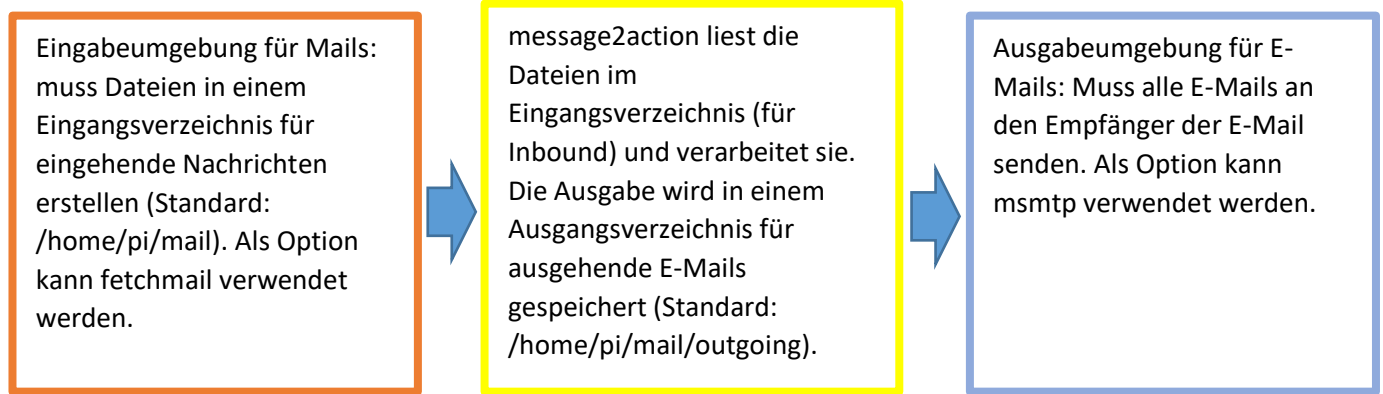 Eingabeumgebung für Mails:
muss Dateien in einem
Eingangsverzeichnis für
eingehende Nachrichten
erstellen (Standard:
/home/pi/mail). Als Option
kann fetchmail verwendet
werden.
message2action liest die
Dateien im
Eingangsverzeichnis (für
Inbound) und verarbeitet sie.
Die Ausgabe wird in einem
Ausgangsverzeichnis für
ausgehende E-Mails
gespeichert (Standard:
/home/pi/mail/outgoing).
Ausgabeumgebung für E-
Mails: Muss alle E-Mails an
den Empfänger der E-Mail
senden. Als Option kann
msmtp verwendet werden.